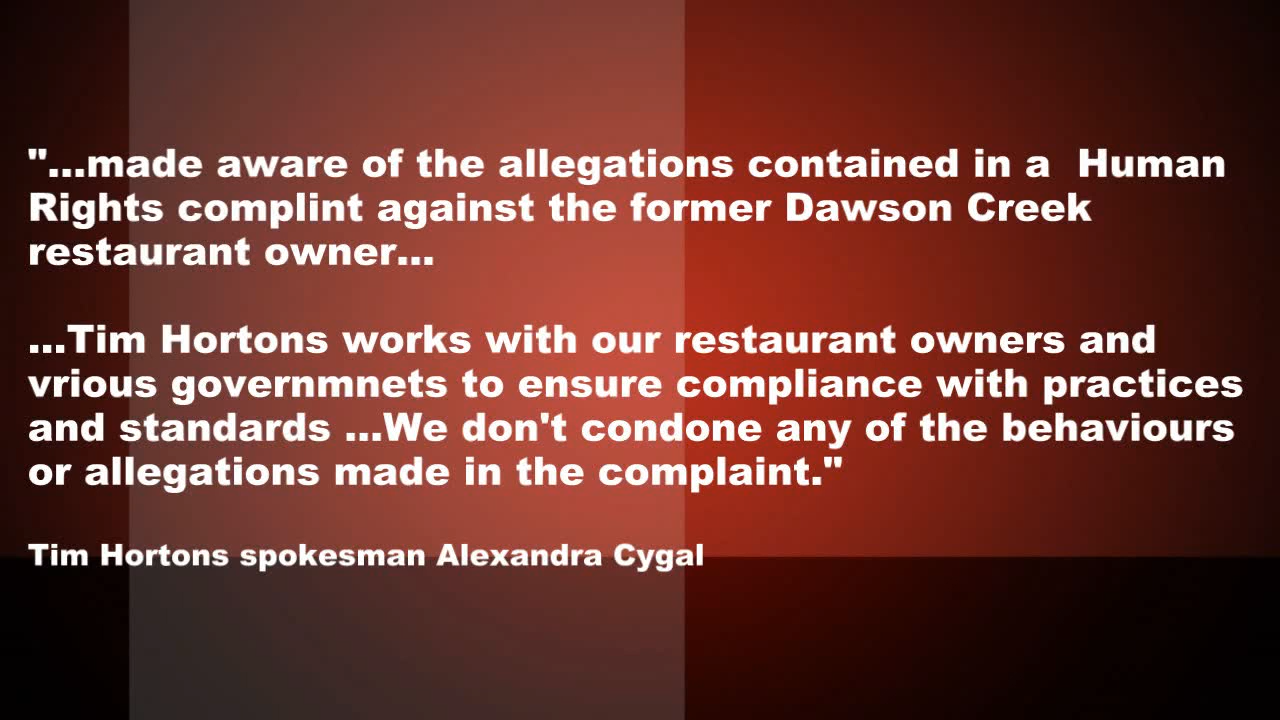 "...made aware of the allegations contained in a  Human
Rights complint against the former Dawson Creek
restaurant owner...
...Tim Hortons works with our restaurant owners and
vrious governmnets to ensure compliance with practices
and standards ...We don't condone any of the behaviours
or allegations made in the complaint."
Tim Hortons spokesman Alexandra Cygal